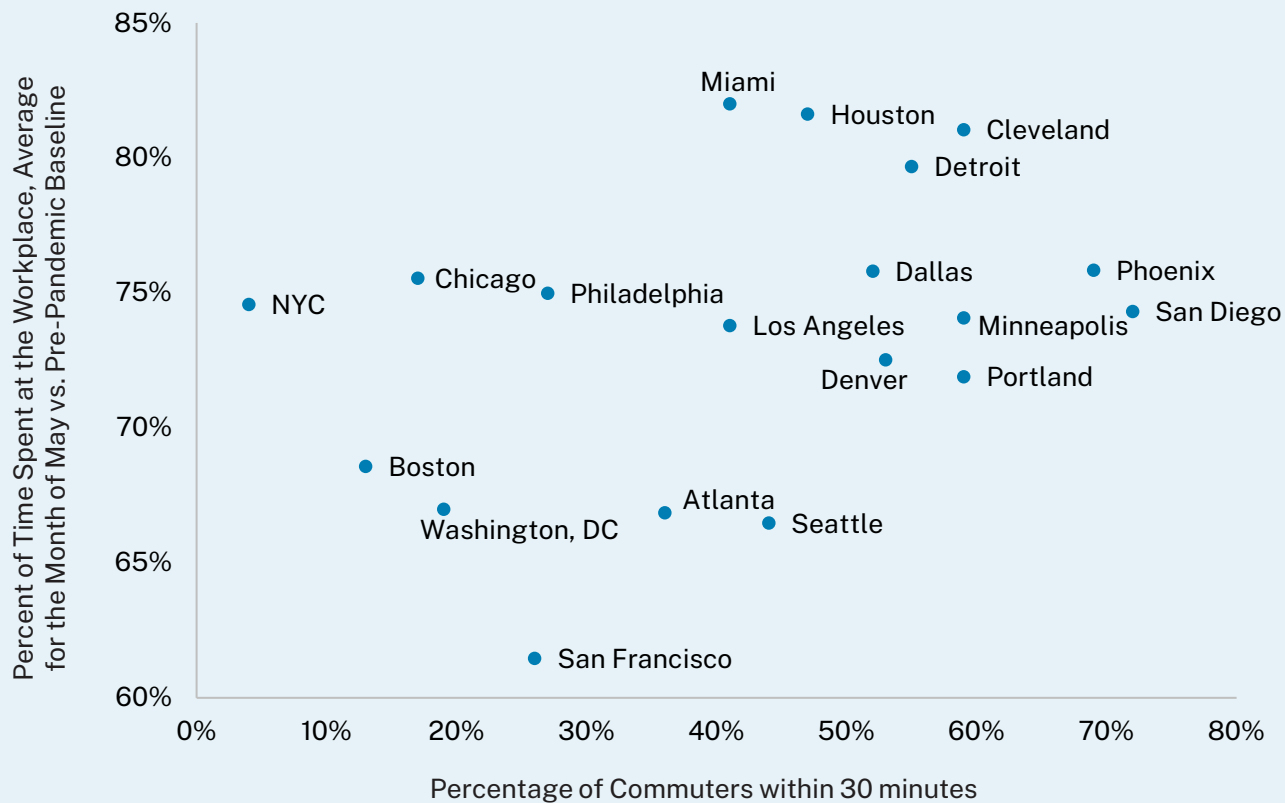 Percent of Time Spent at the Workplace, Average
for the Month of May vs. Pre-Pandemic Baseline
85%
80%
75%
70%
65%
60%
Miami
Houston
Cleveland
Detroit
Dallas
Phoenix
Chicago
Philadelphia
NYC
Los Angeles
Minneapolis
San Diego
Denver
Portland
Boston
Washington, DC
Atlanta
Seattle
San Francisco
0%
10%
20%
30%
40%
50%
60%
70%
80%
Percentage of Commuters within 30 minutes